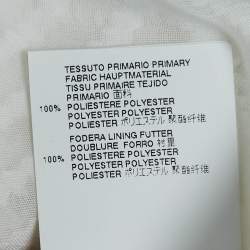 TESSUTO PRIMARIO PRIMARY
FABRIC HAUPTMATERIAL
TISSU PRIMAIRE TEJIDO
PRIMARIO 面料
100% POLIESTERE POLYESTER
POLYESTER POLYESTER
POLIESTER ポリエステル 聚酯纤维
FODERA LINING FUTTER
DOUBLURE FORRO 衬里
100% POLIESTERE POLYESTER
POLYESTER POLYESTER
POLIESTER ポリエステル 聚酯纤维